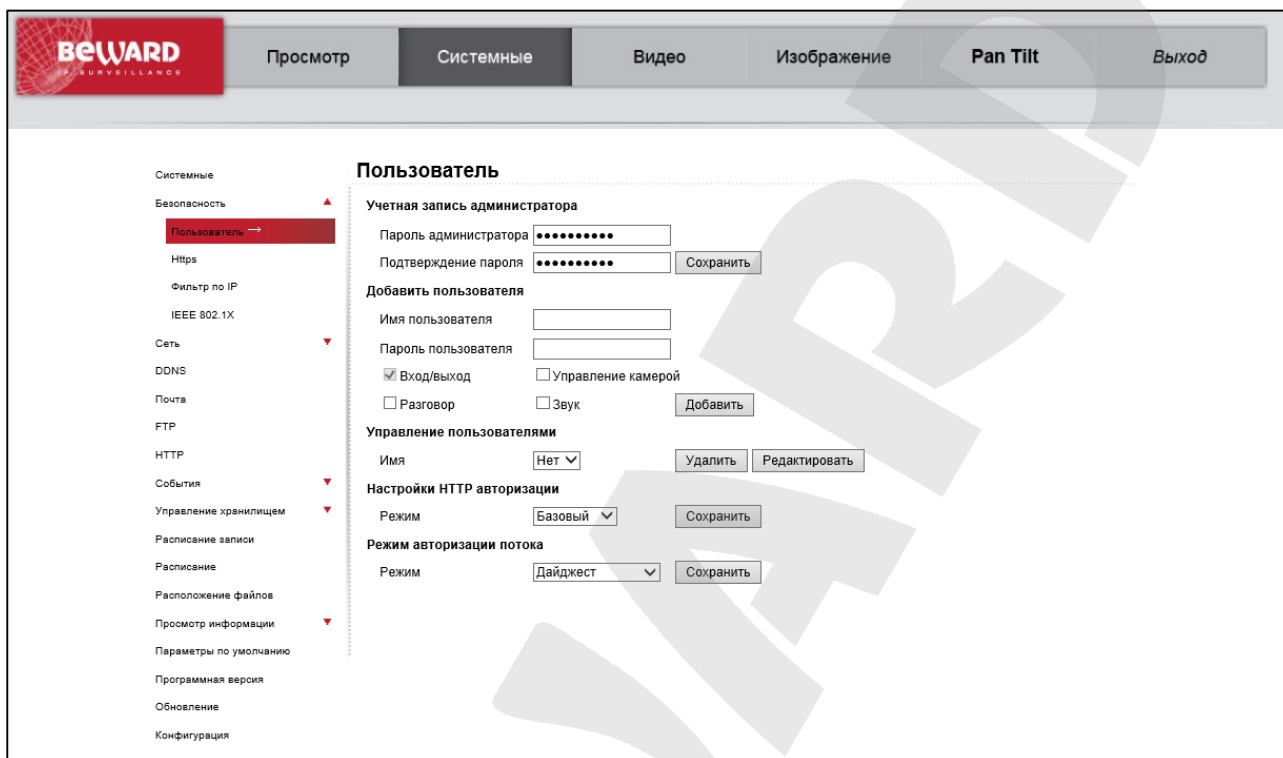 BEWARD
IP SURVEILLANCE
Просмотр
Системные
Видео
Изображение
Pan Tilt
Выход
Системные
Безопасность
Пользователь →
Https
Фильтр по IP
IEEE 802.1X
Сеть
DDNS
Почта
FTP
HTTP
События
Управление хранилищем
Расписание записи
Расписание
Расположение файлов
Просмотр информации
Параметры по умолчанию
Программная версия
Обновление
Конфигурация
Пользователь
Учетная запись администратора
Пароль администратора ••••••••••
Подтверждение пароля •••••••••• Сохранить
Добавить пользователя
Имя пользователя
Пароль пользователя
Вход/выход Управление камерой
Разговор Звук Добавить
Управление пользователями
Имя Нет Удалить Редактировать
Настройки HTTP авторизации
Режим Базовый Сохранить
Режим авторизации потока
Режим Дайджест Сохранить